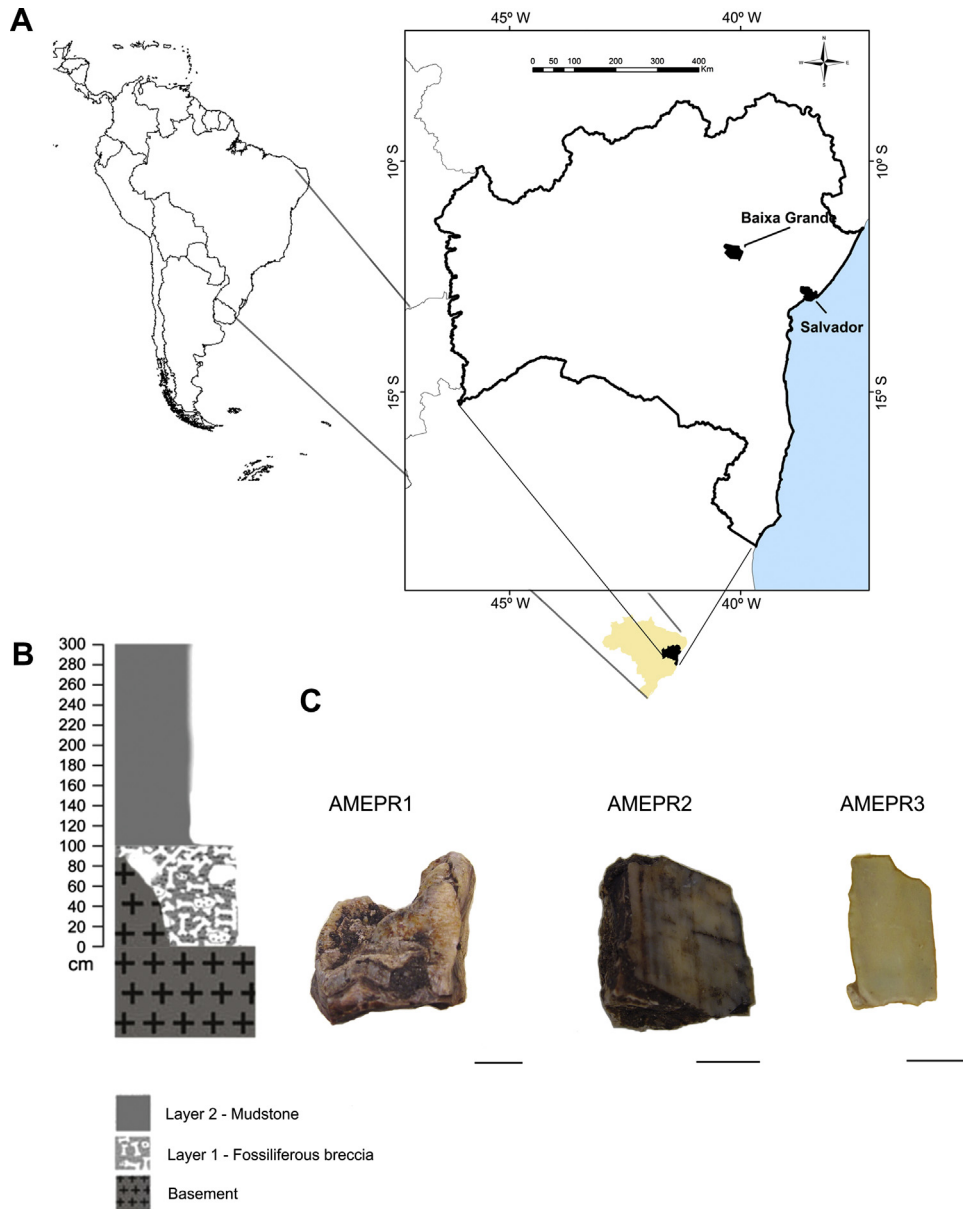 A
45º W
40º W
N
W
E
S
0 50 100 200 300 400
Km
10º S
10º S
Baixa Grande
Salvador
15º S
15º S
45º W
40º W
B
300
280
260
240
220
200
180
160
140
120
100
80
60
40
20
0
cm
C
AMEPR1
AMEPR2
AMEPR3
Layer 2 - Mudstone
Layer 1 - Fossiliferous breccia
Basement